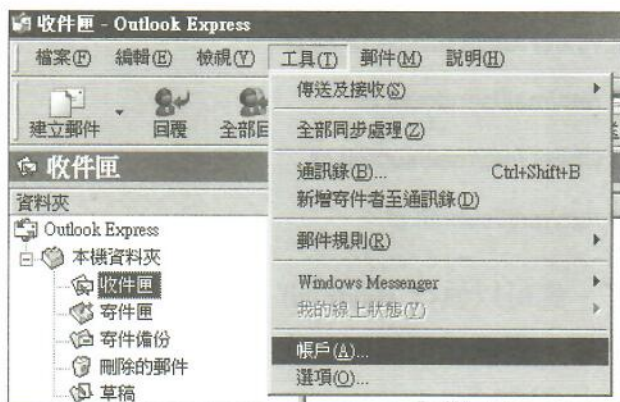 收件匣 - Outlook Express
檔案(F) 編輯(E) 檢視(Y) 工具(T) 郵件(M) 說明(H)
建立郵件 回覆 全部回
收件匣
資料夾
Outlook Express
本機資料夾
收件匣
寄件匣
寄件備份
刪除的郵件
草稿
傳送及接收(S)
全部同步處理(Z)
通訊錄(B)... Ctrl+Shift+B
新增寄件者至通訊錄(D)
郵件規則(R)
Windows Messenger
我的線上狀態(Y)
帳戶(A)...
選項(O)...